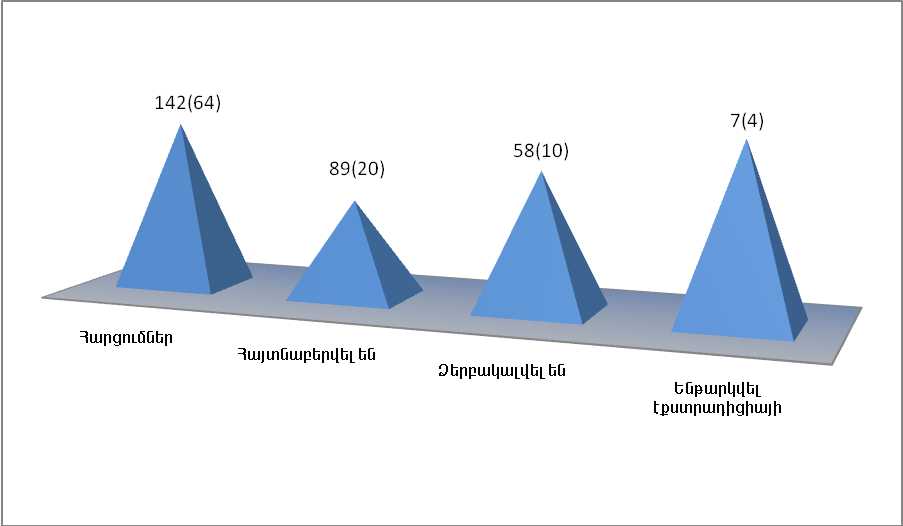 142(64)
89(20)
58(10)
7(4)
Հարցումներ
Հայտնաբերվել են
Ձերբակալվել են
Ենթարկվել
էքստրադիցիայի